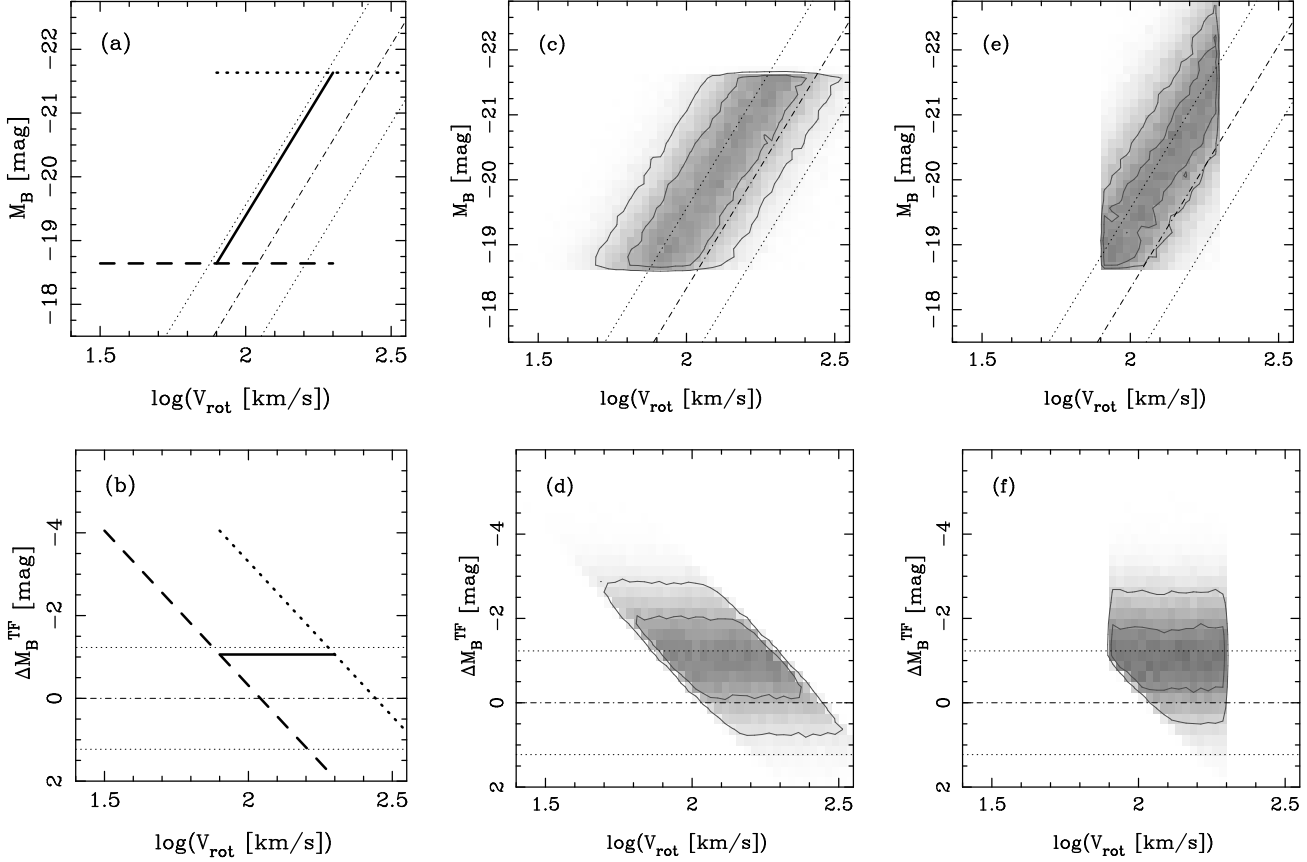 (a)
-22
-21
-20
-19
-18
M_B [mag]
1.5 2 2.5
log(V_rot [km/s])
(c)
-22
-21
-20
-19
-18
M_B [mag]
1.5 2 2.5
log(V_rot [km/s])
(e)
-22
-21
-20
-19
-18
M_B [mag]
1.5 2 2.5
log(V_rot [km/s])
(b)
-4
-2
0
2
ΔM_B^TF [mag]
1.5 2 2.5
log(V_rot [km/s])
(d)
-4
-2
0
2
ΔM_B^TF [mag]
1.5 2 2.5
log(V_rot [km/s])
(f)
-4
-2
0
2
ΔM_B^TF [mag]
1.5 2 2.5
log(V_rot [km/s])